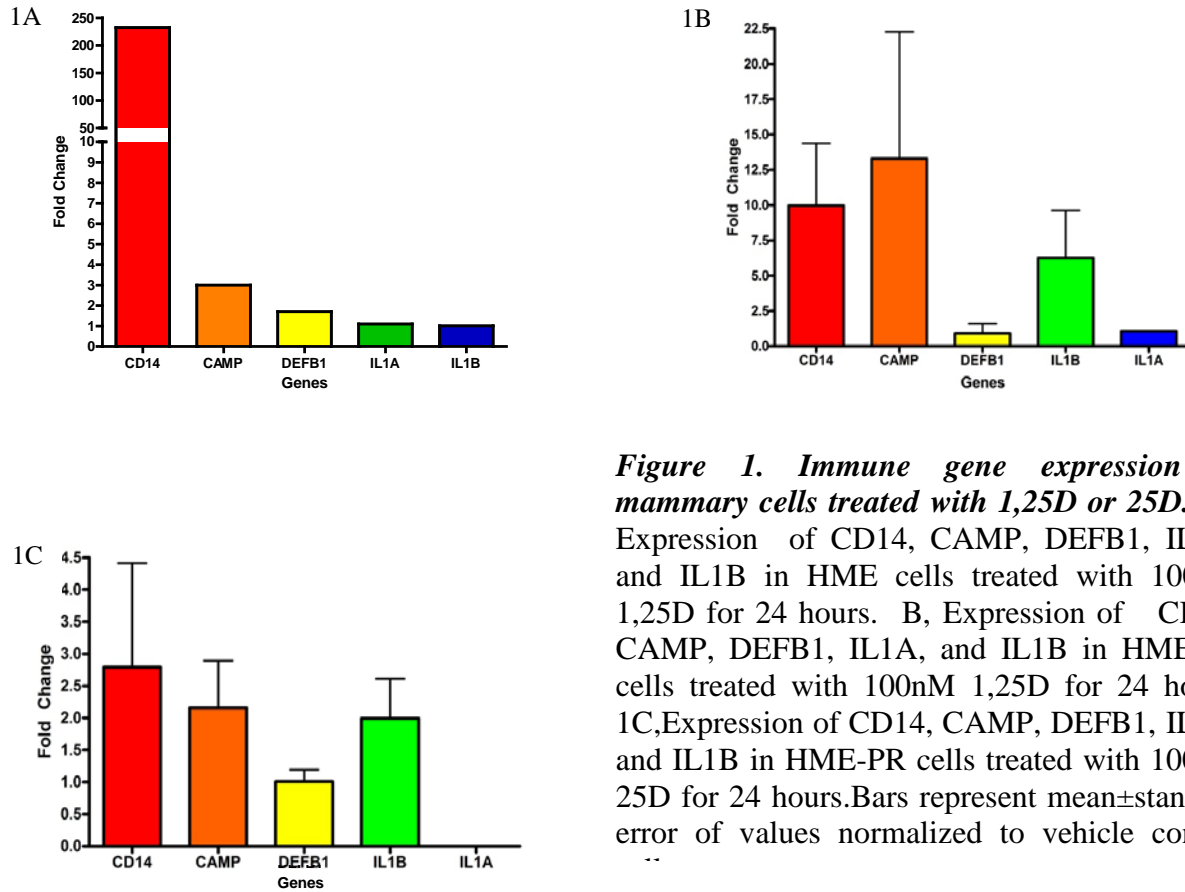 1A
Fold Change
250
200
150
100
50
10
9
8
7
6
5
4
3
2
1
0
CD14 CAMP DEFB1 IL1A IL1B
Genes
1B
Fold Change
22.5
20.0
17.5
15.0
12.5
10.0
7.5
5.0
2.5
0.0
CD14 CAMP DEFB1 IL1B IL1A
Genes
1C
Fold Change
4.5
4.0
3.5
3.0
2.5
2.0
1.5
1.0
0.5
0.0
CD14 CAMP DEFB1 IL1B IL1A
Genes
Figure 1. Immune gene expression
mammary cells treated with 1,25D or 25D.
Expression of CD14, CAMP, DEFB1,
and IL1B in HME cells treated with
1,25D for 24 hours. B, Expression of
CAMP, DEFB1, IL1A, and IL1B in HME
cells treated with 100nM 1,25D for 24
1C,Expression of CD14, CAMP, DEFB1,
and IL1B in HME-PR cells treated with
25D for 24 hours.Bars represent mean±
error of values normalized to vehicle